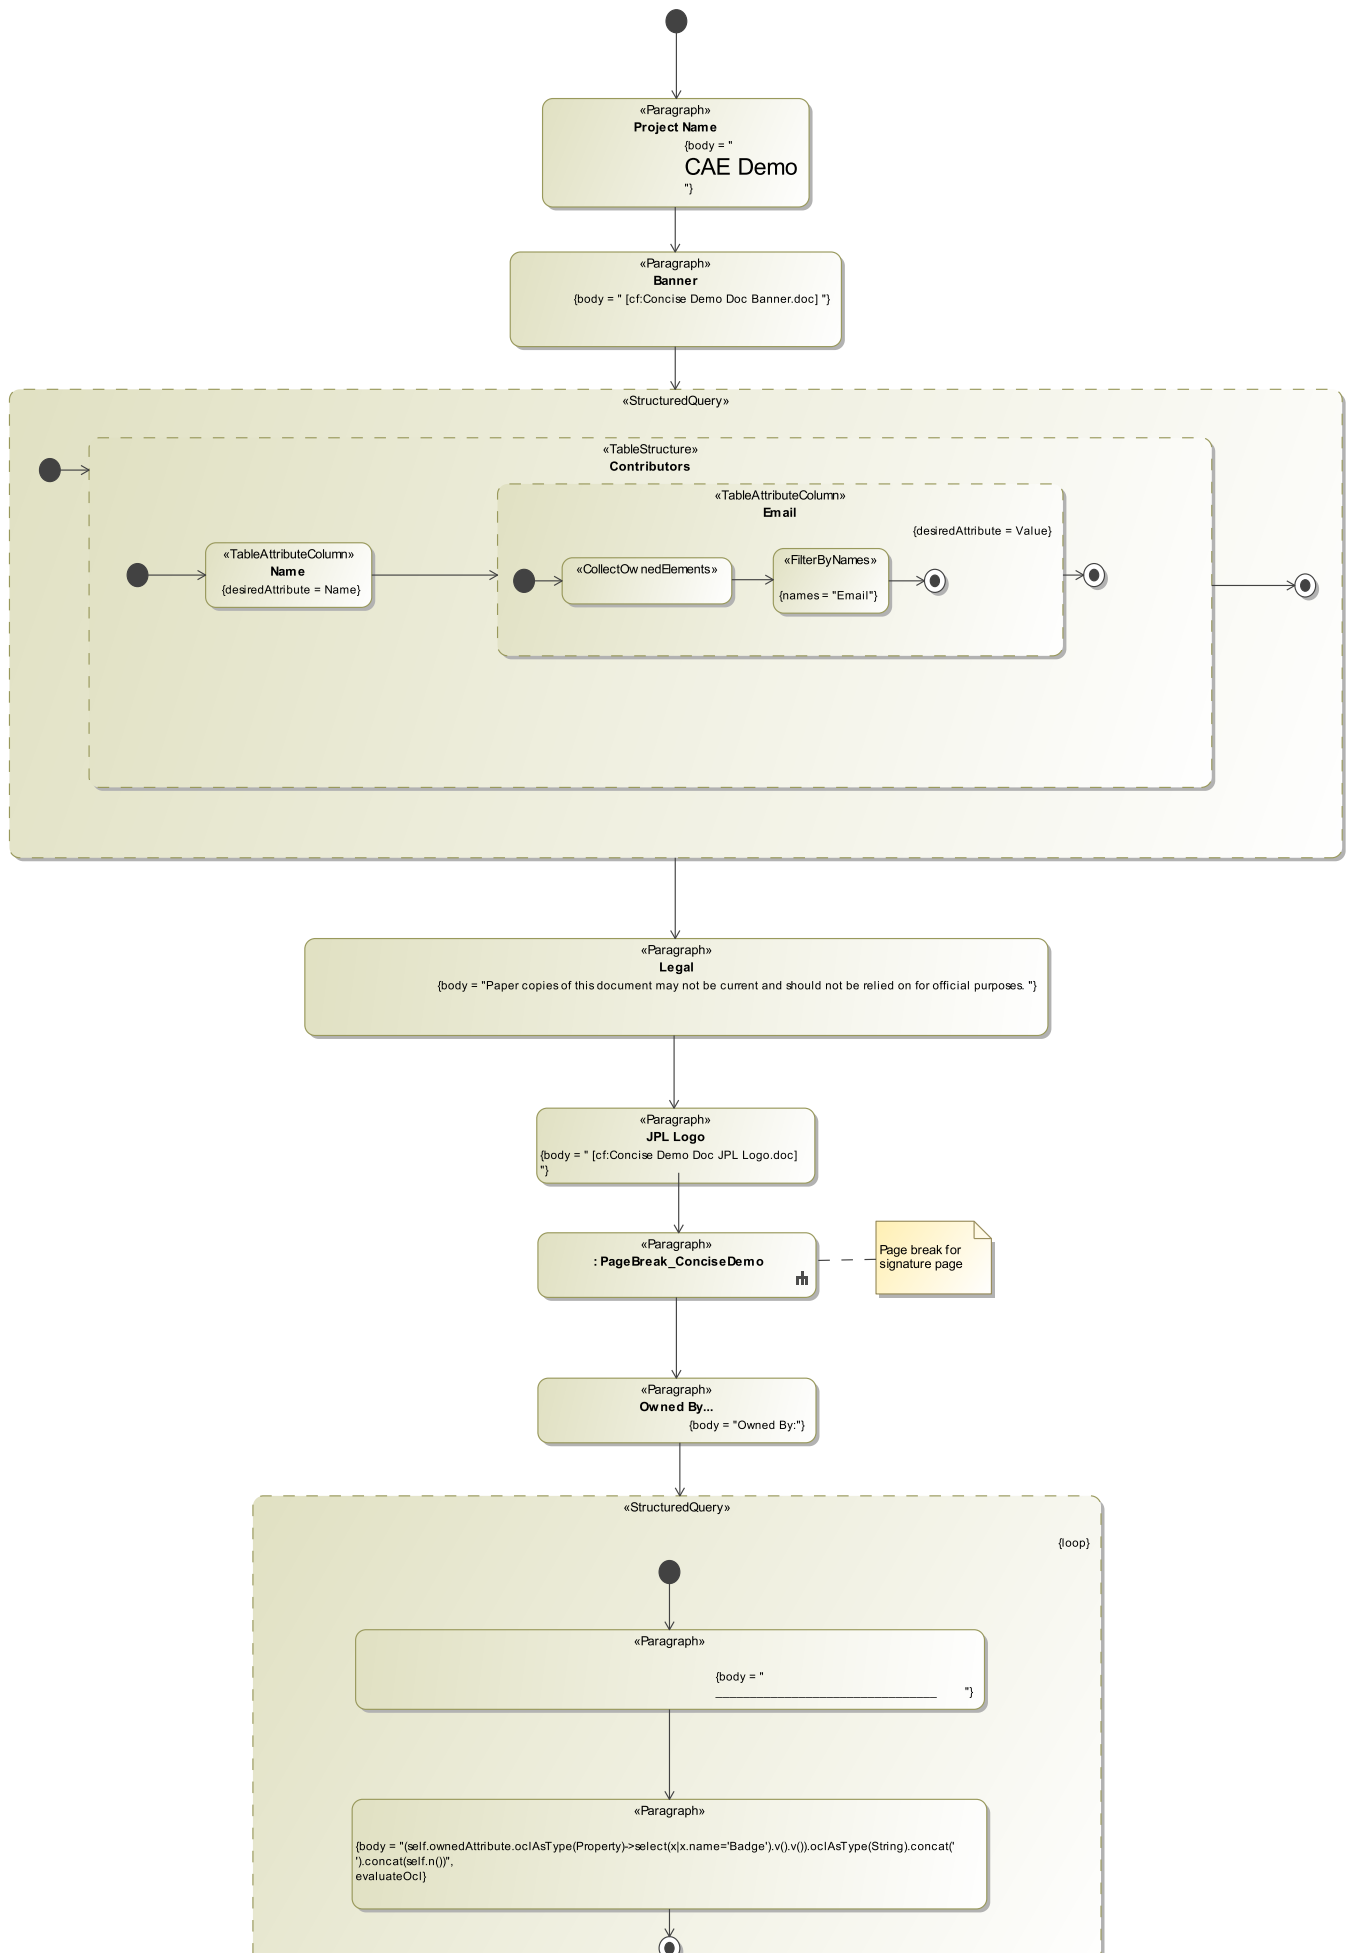 «Paragraph»
Project Name
{body = "
CAE Demo
"}
«Paragraph»
Banner
{body = " [cf:Concise Demo Doc Banner.doc] "}
«StructuredQuery»
«TableStructure»
Contributors
«TableAttributeColumn»
Email
{desiredAttribute = Value}
«TableAttributeColumn»
Name
{desiredAttribute = Name}
«CollectOwnedElements»
«FilterByNames»
{names = "Email"}
«Paragraph»
Legal
{body = "Paper copies of this document may not be current and should not be relied on for official purposes. "}
«Paragraph»
JPL Logo
{body = " [cf:Concise Demo Doc JPL Logo.doc]
"}
«Paragraph»
: PageBreak_ConciseDemo
Page break for
signature page
«Paragraph»
Owned By...
{body = "Owned By:"}
«StructuredQuery»
{loop}
«Paragraph»
{body = "
________________________________ "}
«Paragraph»
{body = "(self.ownedAttribute.oclAsType(Property)->select(x|x.name='Badge').v().v()).oclAsType(String).concat('
').concat(self.n())",
evaluateOcl}